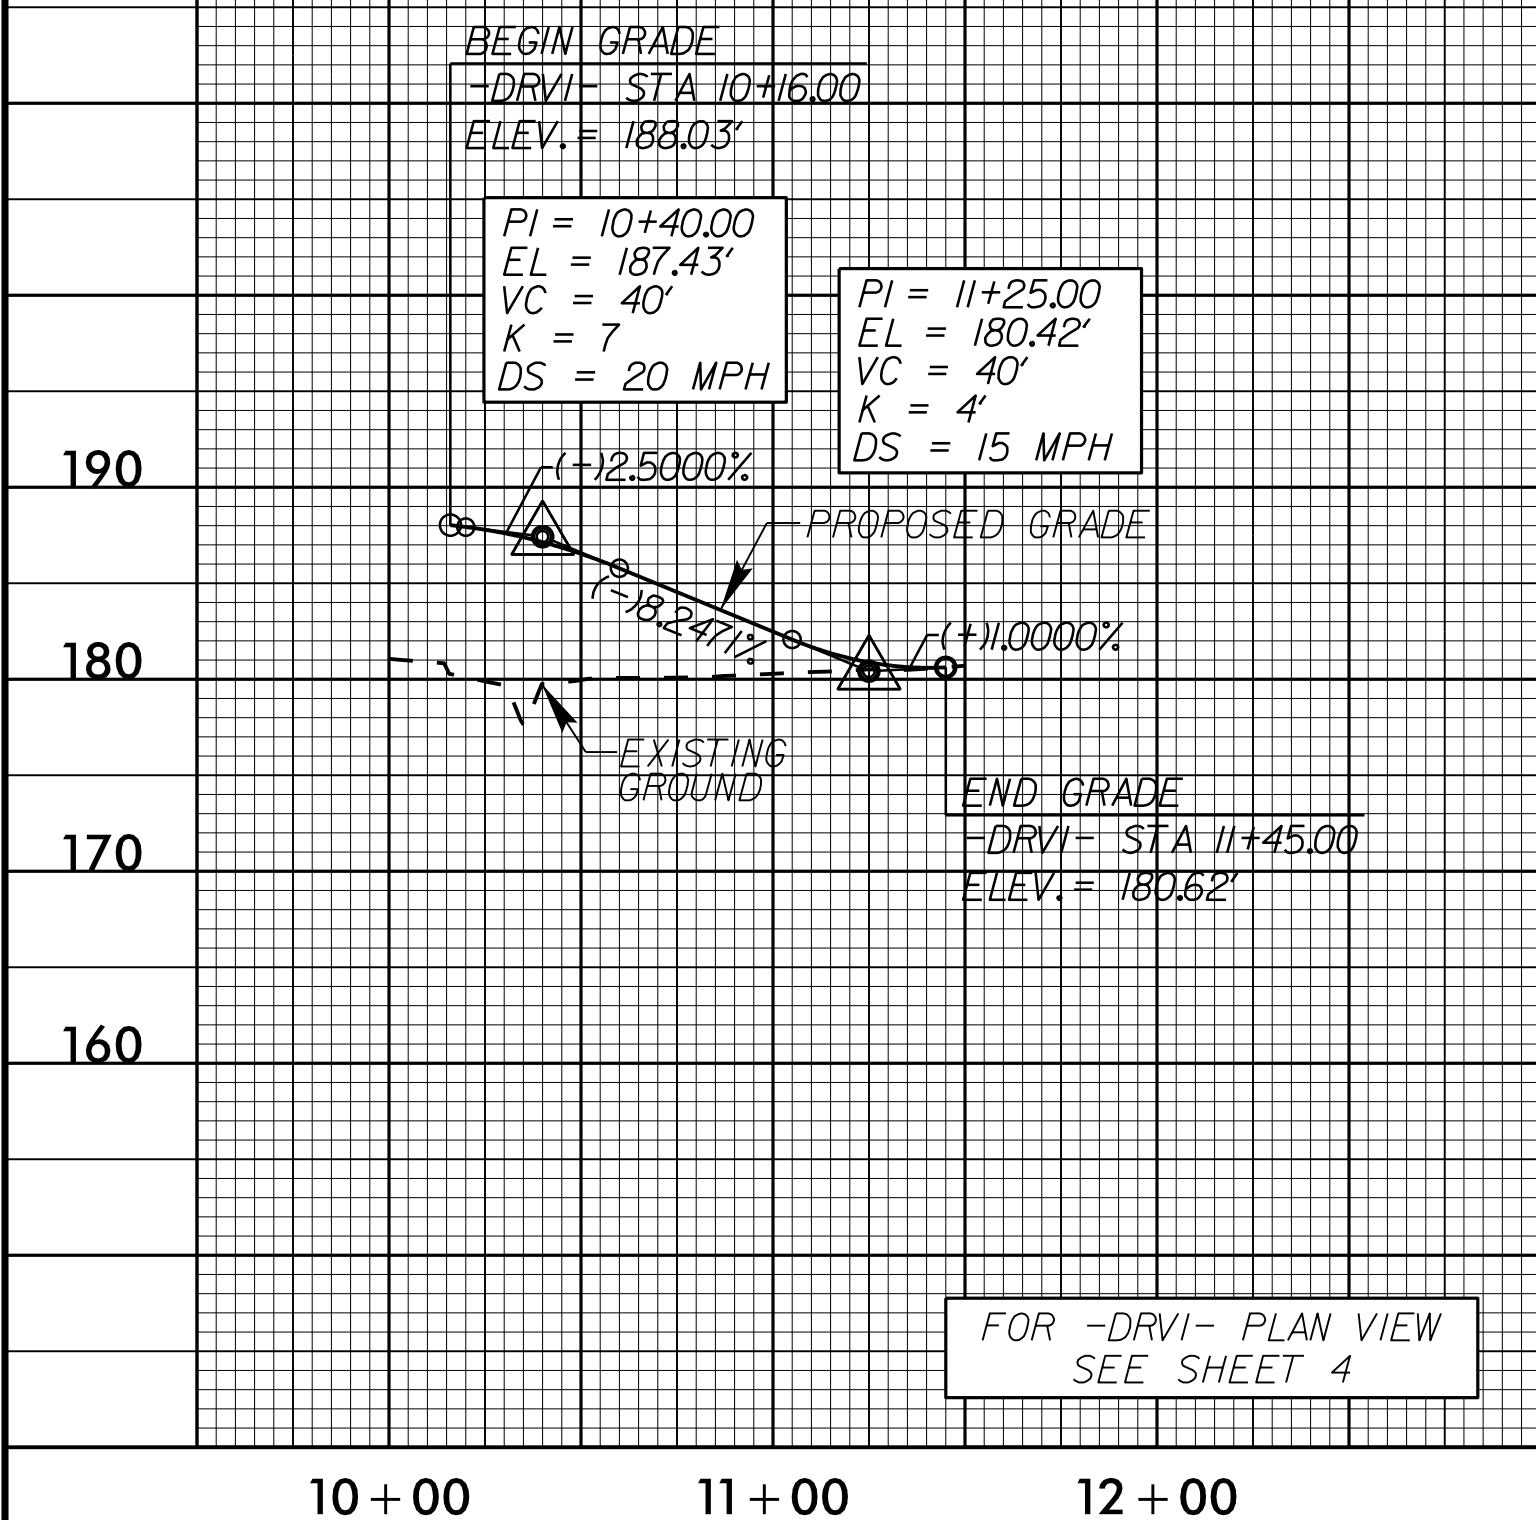 BEGIN GRADE
-DRV1- STA 10+16.00
ELEV. = 188.03'
PI = 10+40.00
EL = 187.43'
VC = 40'
K = 7
DS = 20 MPH
PI = 11+25.00
EL = 180.42'
VC = 40'
K = 4'
DS = 15 MPH
190
(-)2.5000%
PROPOSED GRADE
(-)8.2471%
(+)1.0000%
180
EXISTING
GROUND
END GRADE
-DRV1- STA 11+45.00
ELEV. = 180.62'
170
160
FOR -DRV1- PLAN VIEW
SEE SHEET 4
10+00
11+00
12+00